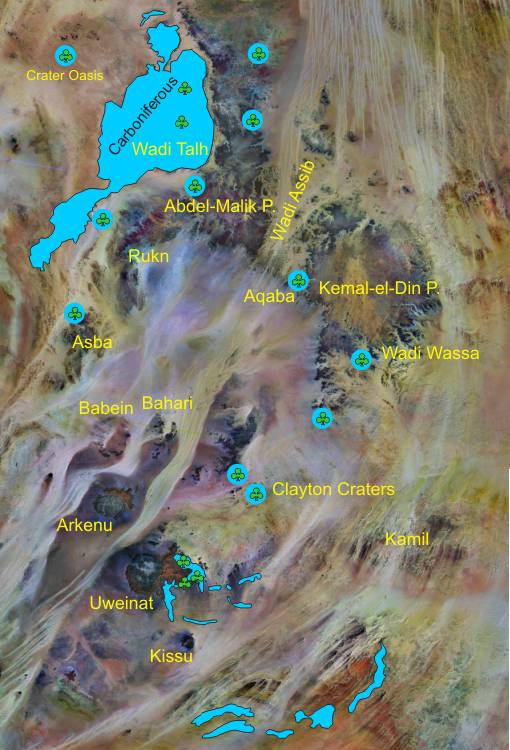 Crater Oasis
Carboniferous
Wadi Talh
Abdel-Malik P.
Wadi Assib
Rukn
Aqaba
Kemal-el-Din P.
Asba
Wadi Wassa
Babein
Bahari
Clayton Craters
Arkenu
Kamil
Uweinat
Kissu